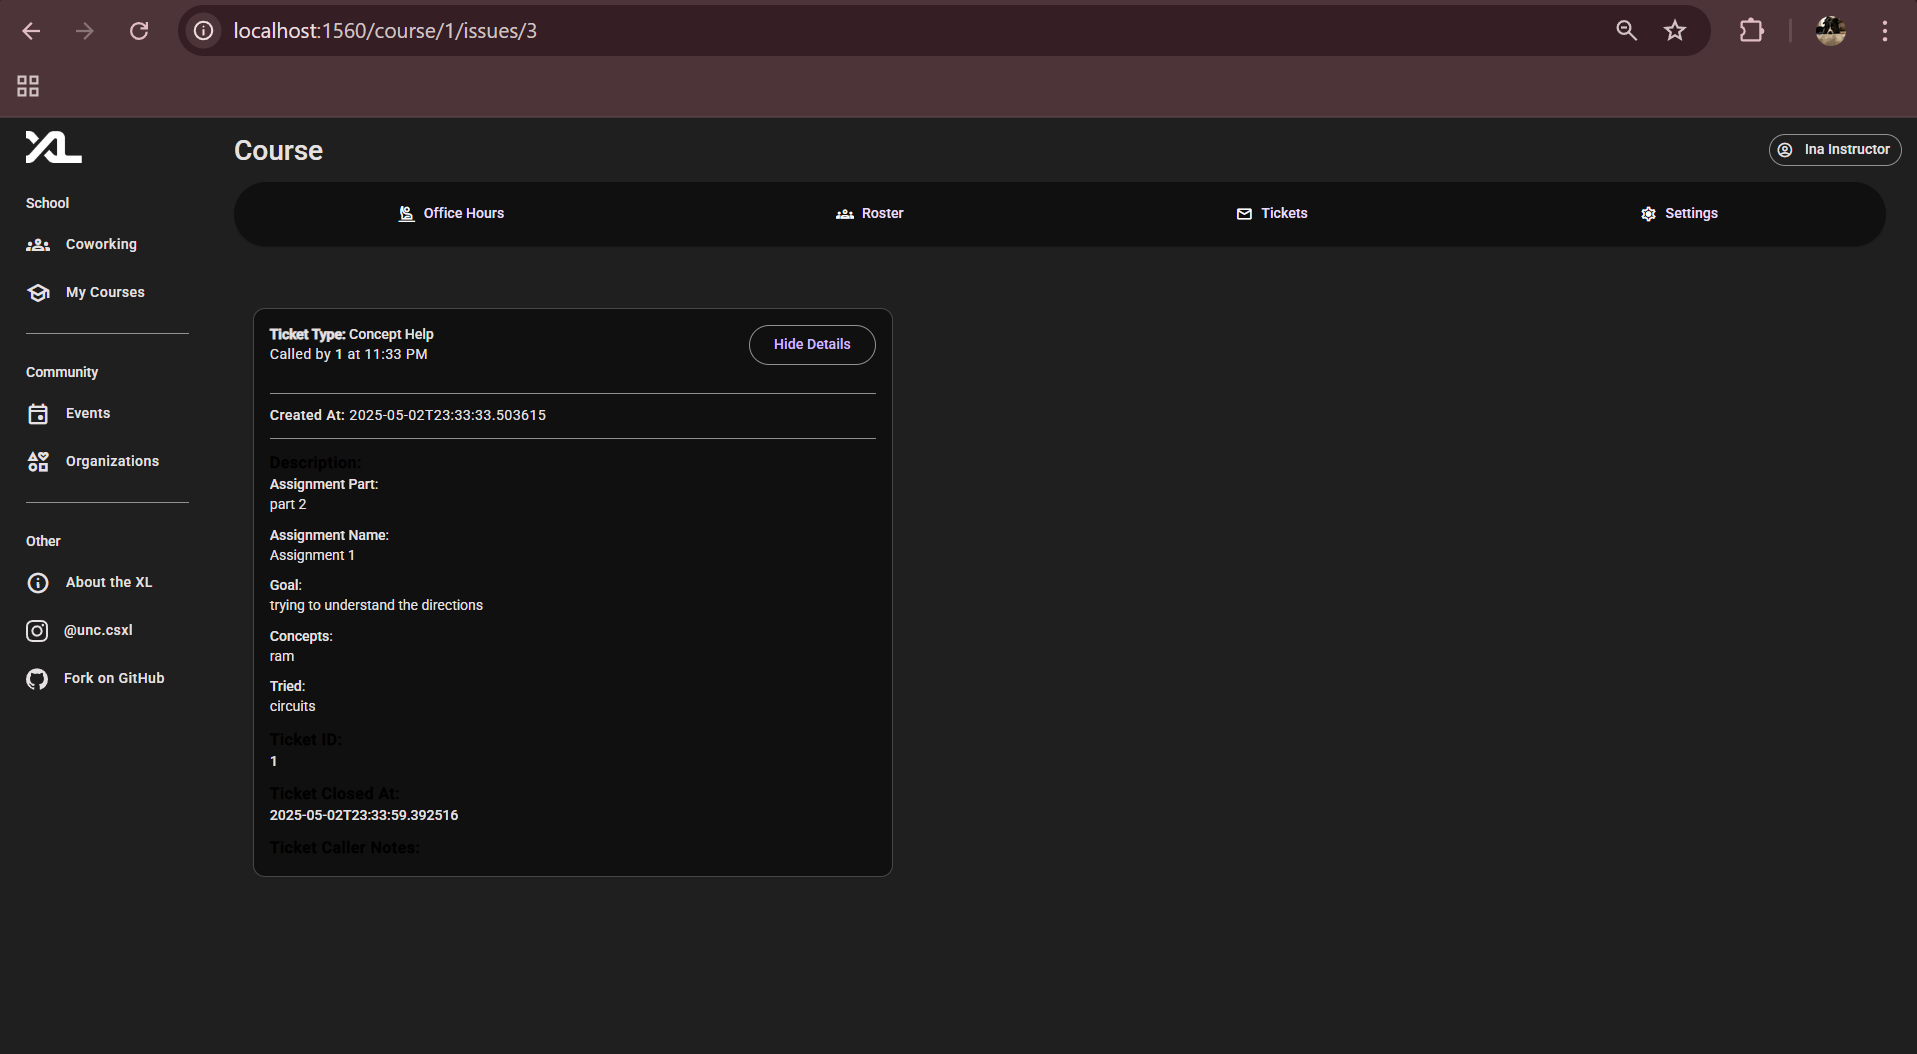 localhost:1560/course/1/issues/3
XL
Course
Ina Instructor
School
Coworking
My Courses
Community
Events
Organizations
Other
About the XL
@unc.csxl
Fork on GitHub
Office Hours
Roster
Tickets
Settings
Ticket Type: Concept Help
Called by 1 at 11:33 PM
Hide Details
Created At: 2025-05-02T23:33:33.503615
Description:
Assignment Part:
part 2
Assignment Name:
Assignment 1
Goal:
trying to understand the directions
Concepts:
ram
Tried:
circuits
Ticket ID:
1
Ticket Closed At:
2025-05-02T23:33:59.392516
Ticket Caller Notes: